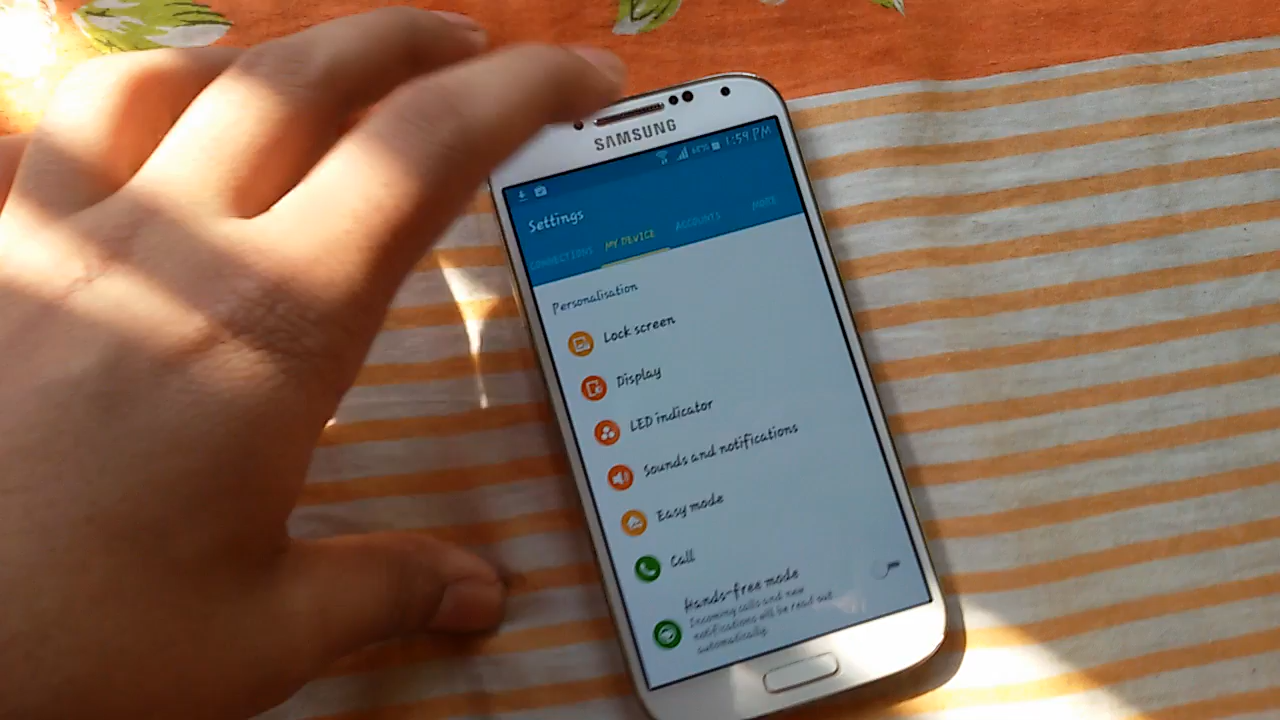 SAMSUNG
1:59 PM
Settings
CONNECTIONS MY DEVICE ACCOUNTS MORE
Personalisation
Lock screen
Display
LED indicator
Sounds and notifications
Easy mode
Call
Hands-free mode
Incoming calls and new
notifications will be read out
automatically.